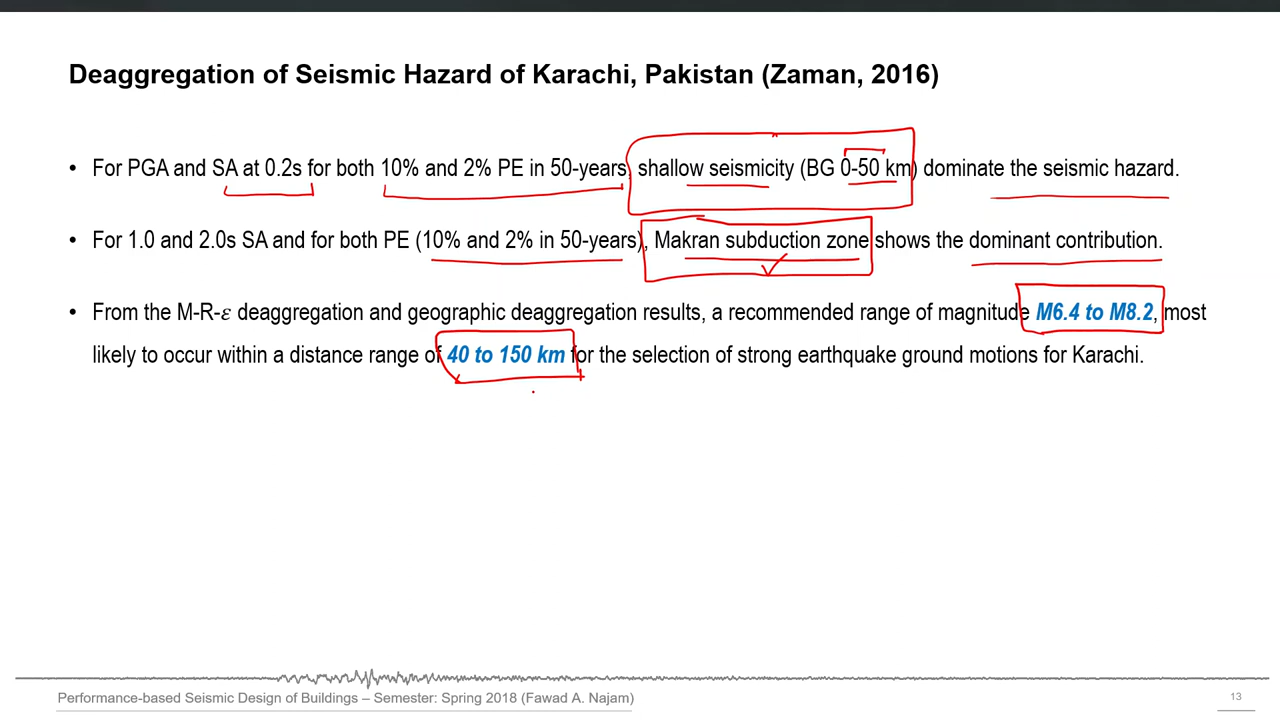 Deaggregation of Seismic Hazard of Karachi, Pakistan (Zaman, 2016)
• For PGA and SA at 0.2s for both 10% and 2% PE in 50-years, shallow seismicity (BG 0-50 km) dominate the seismic hazard.
• For 1.0 and 2.0s SA and for both PE (10% and 2% in 50-years), Makran subduction zone shows the dominant contribution.
• From the M-R-ε deaggregation and geographic deaggregation results, a recommended range of magnitude M6.4 to M8.2, most
likely to occur within a distance range of 40 to 150 km for the selection of strong earthquake ground motions for Karachi.
Performance-based Seismic Design of Buildings – Semester: Spring 2018 (Fawad A. Najam)
13